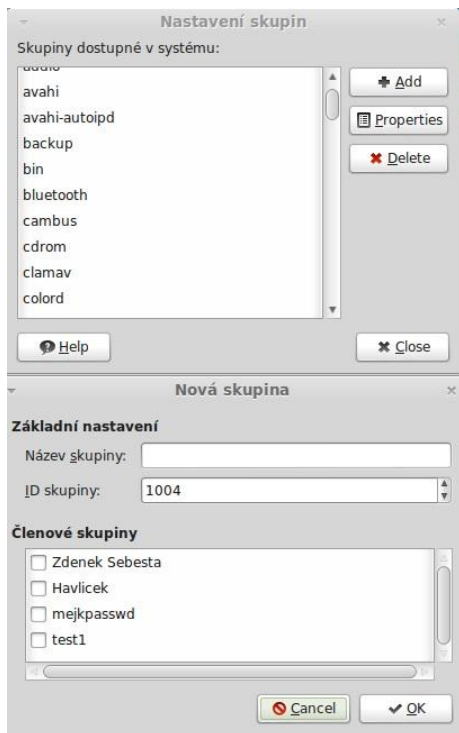 Nastavení skupin
Skupiny dostupné v systému:
audio
avahi
avahi-autoipd
backup
bin
bluetooth
cambus
cdrom
clamav
colord
Add
Properties
Delete
Help
Close
Nová skupina
Základní nastavení
Název skupiny:
ID skupiny: 1004
Členové skupiny
Zdenek Sebesta
Havlicek
mejkpasswd
test1
Cancel
OK